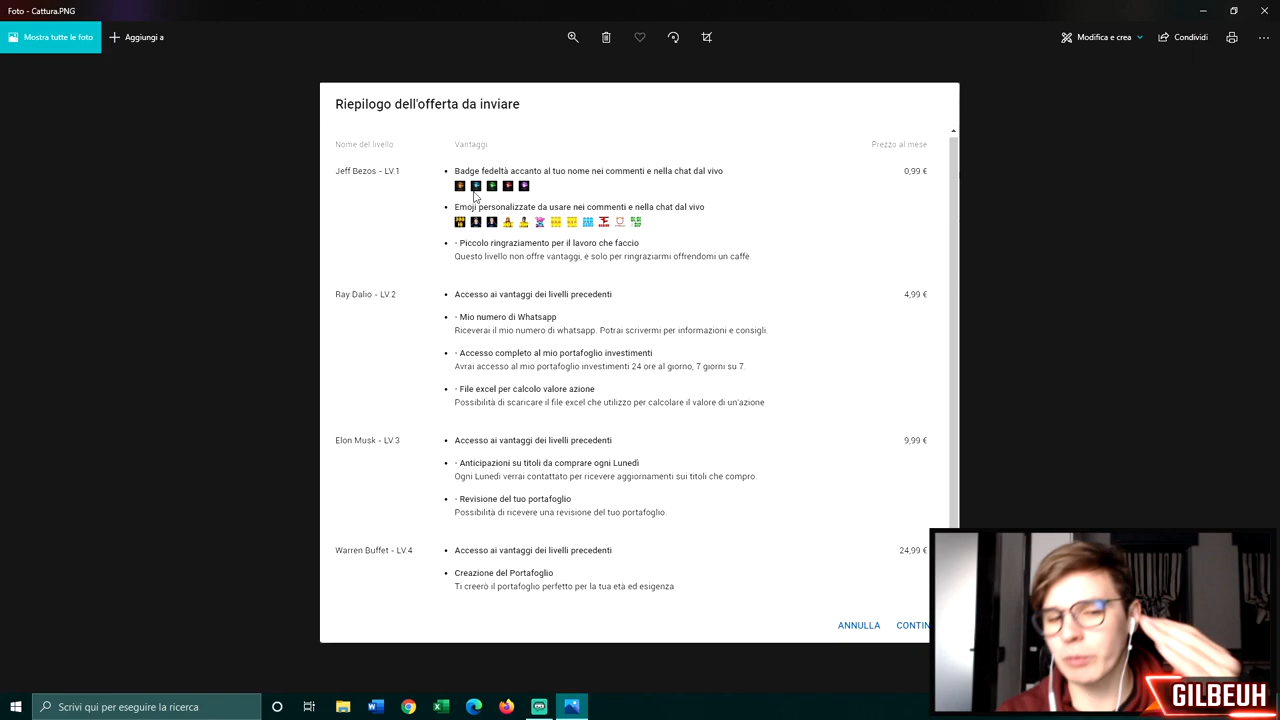 Foto - Cattura.PNG
Mostra tutte le foto
Aggiungi a
Modifica e crea
Condividi
Riepilogo dell'offerta da inviare
Nome del livello
Vantaggi
Prezzo al mese
Jeff Bezos - LV.1
Badge fedeltà accanto al tuo nome nei commenti e nella chat dal vivo
0,99 €
Emoji personalizzate da usare nei commenti e nella chat dal vivo
- Piccolo ringraziamento per il lavoro che faccio
Questo livello non offre vantaggi, è solo per ringraziarmi offrendomi un caffè.
Ray Dalio - LV.2
Accesso ai vantaggi dei livelli precedenti
4,99 €
- Mio numero di Whatsapp
Riceverai il mio numero di whatsapp. Potrai scrivermi per informazioni e consigli.
- Accesso completo al mio portafoglio investimenti
Avrai accesso al mio portafoglio investimenti 24 ore al giorno, 7 giorni su 7.
- File excel per calcolo valore azione
Possibilità di scaricare il file excel che utilizzo per calcolare il valore di un'azione
Elon Musk - LV.3
Accesso ai vantaggi dei livelli precedenti
9,99 €
- Anticipazioni su titoli da comprare ogni Lunedì
Ogni Lunedì verrai contattato per ricevere aggiornamenti sui titoli che compro.
- Revisione del tuo portafoglio
Possibilità di ricevere una revisione del tuo portafoglio.
Warren Buffet - LV.4
Accesso ai vantaggi dei livelli precedenti
24,99 €
Creazione del Portafoglio
Ti creerò il portafoglio perfetto per la tua età ed esigenza
ANNULLA
CONTIN
GILBEUH
Scrivi qui per eseguire la ricerca